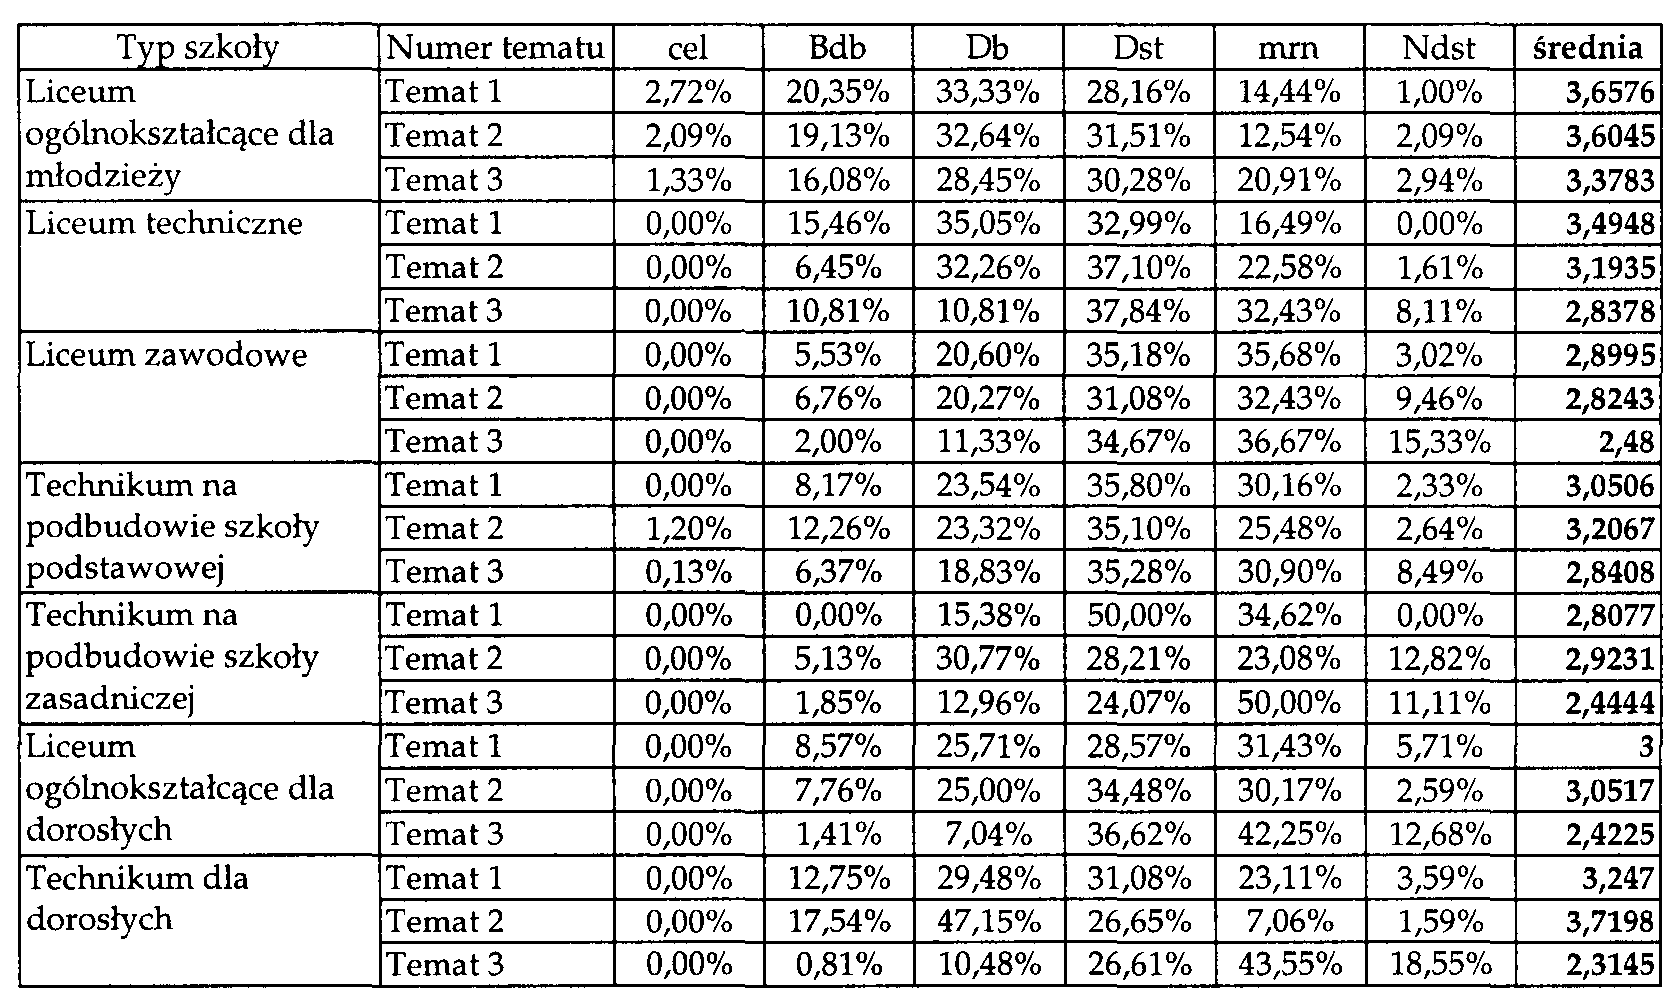 Typ szkoły Numer tematu cel Bdb Db Dst mrn Ndst średnia
Liceum Temat 1 2,72% 20,35% 33,33% 28,16% 14,44% 1,00% 3,6576
ogólnokształcące dla Temat 2 2,09% 19,13% 32,64% 31,51% 12,54% 2,09% 3,6045
młodzieży Temat 3 1,33% 16,08% 28,45% 30,28% 20,91% 2,94% 3,3783
Liceum techniczne Temat 1 0,00% 15,46% 35,05% 32,99% 16,49% 0,00% 3,4948
Temat 2 0,00% 6,45% 32,26% 37,10% 22,58% 1,61% 3,1935
Temat 3 0,00% 10,81% 10,81% 37,84% 32,43% 8,11% 2,8378
Liceum zawodowe Temat 1 0,00% 5,53% 20,60% 35,18% 35,68% 3,02% 2,8995
Temat 2 0,00% 6,76% 20,27% 31,08% 32,43% 9,46% 2,8243
Temat 3 0,00% 2,00% 11,33% 34,67% 36,67% 15,33% 2,48
Technikum na Temat 1 0,00% 8,17% 23,54% 35,80% 30,16% 2,33% 3,0506
podbudowie szkoły Temat 2 1,20% 12,26% 23,32% 35,10% 25,48% 2,64% 3,2067
podstawowej Temat 3 0,13% 6,37% 18,83% 35,28% 30,90% 8,49% 2,8408
Technikum na Temat 1 0,00% 0,00% 15,38% 50,00% 34,62% 0,00% 2,8077
podbudowie szkoły Temat 2 0,00% 5,13% 30,77% 28,21% 23,08% 12,82% 2,9231
zasadniczej Temat 3 0,00% 1,85% 12,96% 24,07% 50,00% 11,11% 2,4444
Liceum Temat 1 0,00% 8,57% 25,71% 28,57% 31,43% 5,71% 3
ogólnokształcące dla Temat 2 0,00% 7,76% 25,00% 34,48% 30,17% 2,59% 3,0517
dorosłych Temat 3 0,00% 1,41% 7,04% 36,62% 42,25% 12,68% 2,4225
Technikum dla Temat 1 0,00% 12,75% 29,48% 31,08% 23,11% 3,59% 3,247
dorosłych Temat 2 0,00% 17,54% 47,15% 26,65% 7,06% 1,59% 3,7198
Temat 3 0,00% 0,81% 10,48% 26,61% 43,55% 18,55% 2,3145